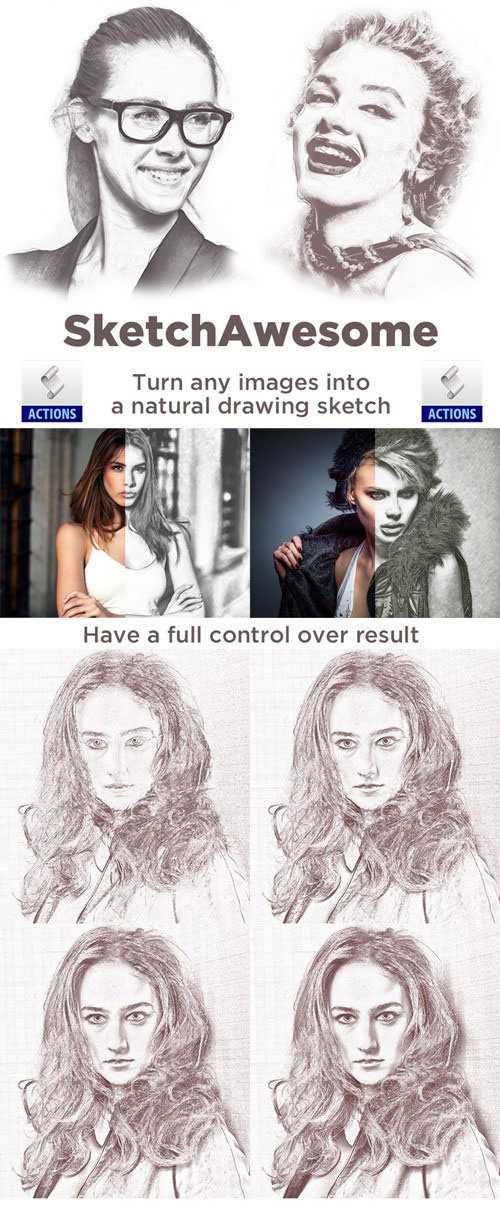 SketchAwesome
ACTIONS
Turn any images into
a natural drawing sketch
ACTIONS
Have a full control over result